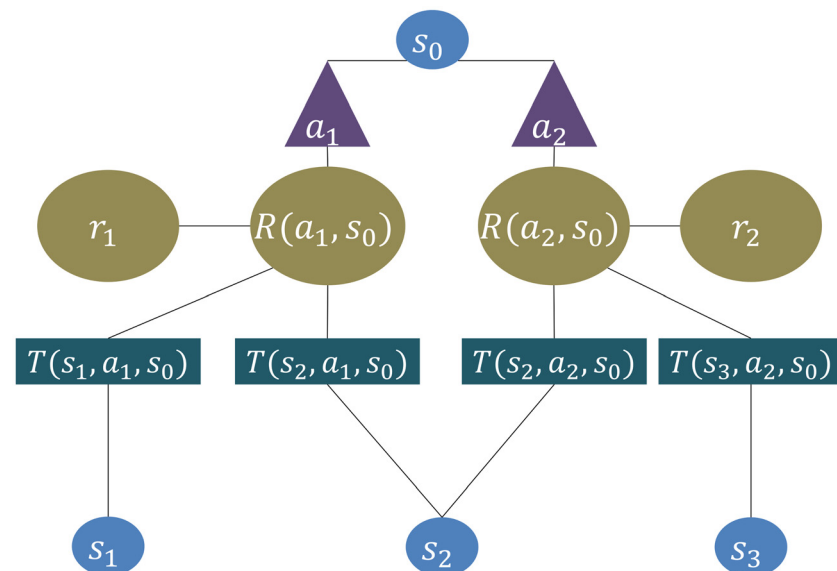 s₀
a₁ a₂
r₁ R(a₁, s₀) R(a₂, s₀) r₂
T(s₁, a₁, s₀) T(s₂, a₁, s₀) T(s₂, a₂, s₀) T(s₃, a₂, s₀)
s₁ s₂ s₃